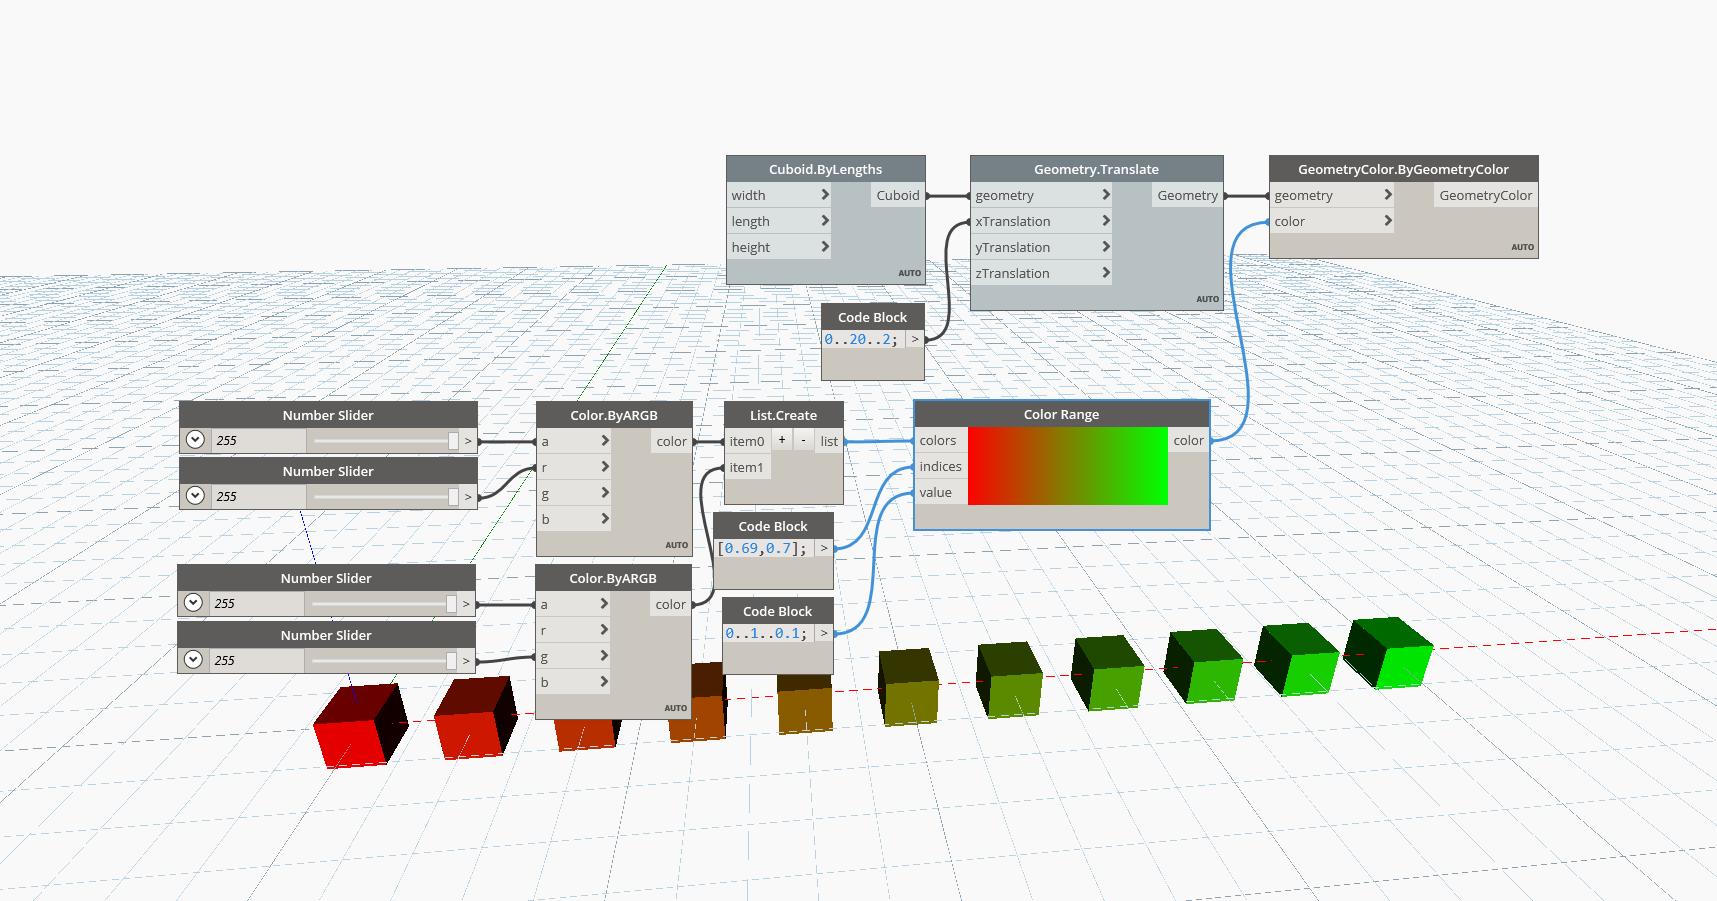 Cuboid.ByLengths
width > Cuboid
length >
height >
AUTO
Geometry.Translate
geometry > Geometry
xTranslation >
yTranslation >
zTranslation >
AUTO
GeometryColor.ByGeometryColor
geometry > GeometryColor
color >
AUTO
Code Block
0..20..2; >
Number Slider
255 >
Number Slider
255 >
Color.ByARGB
a > color
r >
g >
b >
AUTO
List.Create
item0 + - list
item1
Color Range
colors color
indices
value
Code Block
[0.69,0.7]; >
Number Slider
255 >
Number Slider
255 >
Color.ByARGB
a > color
r >
g >
b >
AUTO
Code Block
0..1..0.1; >